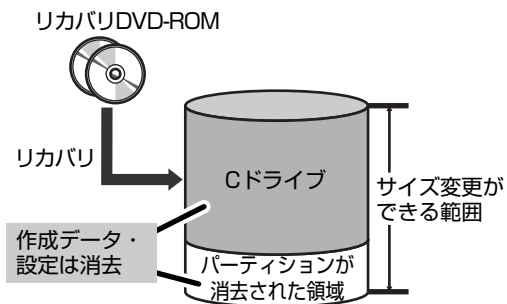 リカバリDVD-ROM
リカバリ
Cドライブ
サイズ変更が
できる範囲
作成データ・
設定は消去
パーティションが
消去された領域